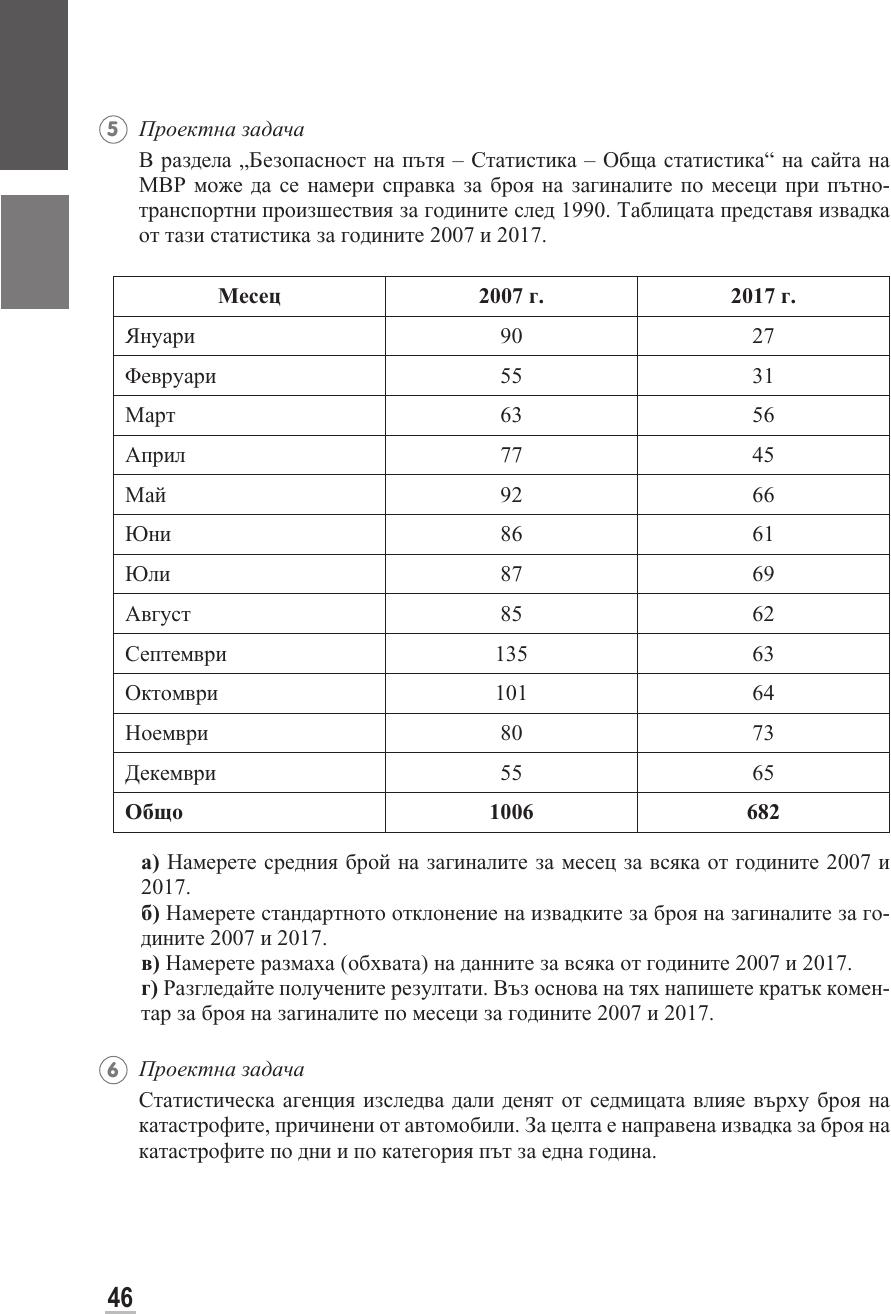 5 Проектна задача
В раздела „Безопасност на пътя – Статистика – Обща статистика“ на сайта на
МВР може да се намери справка за броя на загиналите по месеци при пътно-
транспортни произшествия за годините след 1990. Таблицата представя извадка
от тази статистика за годините 2007 и 2017.
Месец 2007 г. 2017 г.
Януари 90 27
Февруари 55 31
Март 63 56
Април 77 45
Май 92 66
Юни 86 61
Юли 87 69
Август 85 62
Септември 135 63
Октомври 101 64
Ноември 80 73
Декември 55 65
Общо 1006 682
а) Намерете средния брой на загиналите за месец за всяка от годините 2007 и
2017.
б) Намерете стандартното отклонение на извадките за броя на загиналите за го-
дините 2007 и 2017.
в) Намерете размаха (обхвата) на данните за всяка от годините 2007 и 2017.
г) Разгледайте получените резултати. Въз основа на тях напишете кратък комен-
тар за броя на загиналите по месеци за годините 2007 и 2017.
6 Проектна задача
Статистическа агенция изследва дали денят от седмицата влияе върху броя на
катастрофите, причинени от автомобили. За целта е направена извадка за броя на
катастрофите по дни и по категория път за една година.
46